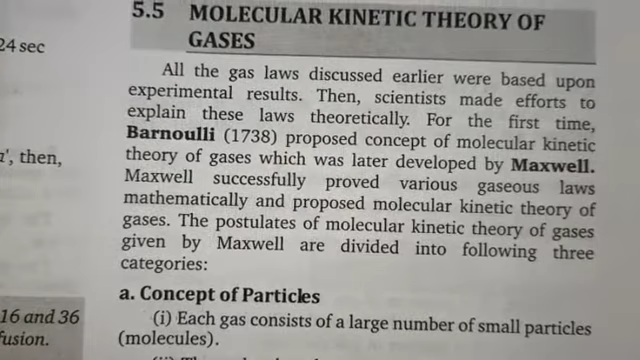 5.5 MOLECULAR KINETIC THEORY OF
GASES
24 sec
All the gas laws discussed earlier were based upon
experimental results. Then, scientists made efforts to
explain these laws theoretically. For the first time,
Barnoulli (1738) proposed concept of molecular kinetic
theory of gases which was later developed by Maxwell.
', then,
Maxwell successfully proved various gaseous laws
mathematically and proposed molecular kinetic theory of
gases. The postulates of molecular kinetic theory of gases
given by Maxwell are divided into following three
categories:
a. Concept of Particles
16 and 36
fusion.
(i) Each gas consists of a large number of small particles
(molecules).